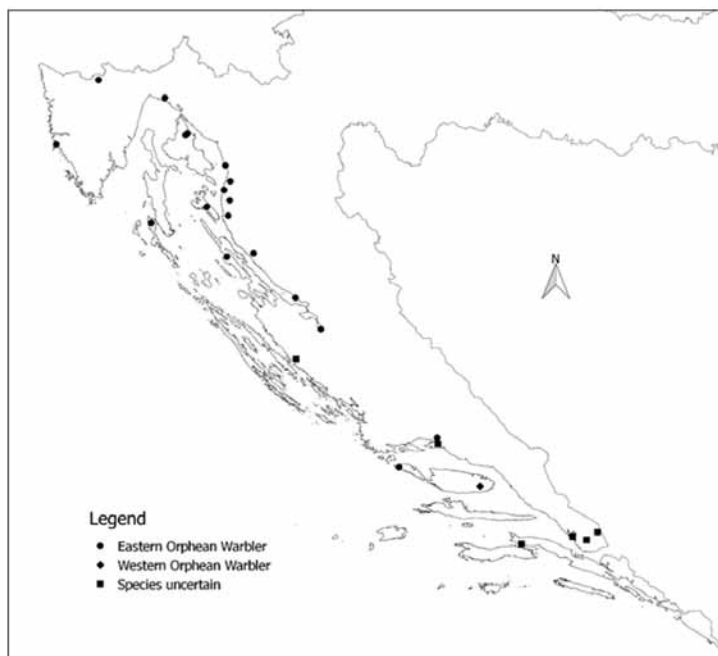 N
Legend
Eastern Orphean Warbler
Western Orphean Warbler
Species uncertain